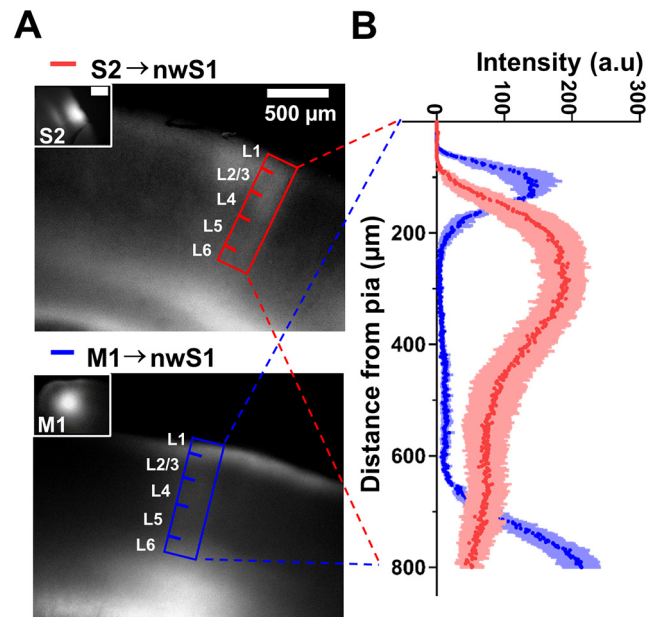 A
B
S2→nwS1
S2
500 µm
L1
L2/3
L4
L5
L6
M1→nwS1
M1
L1
L2/3
L4
L5
L6
Intensity (a.u)
0
100
200
300
Distance from pia (µm)
200
400
600
800